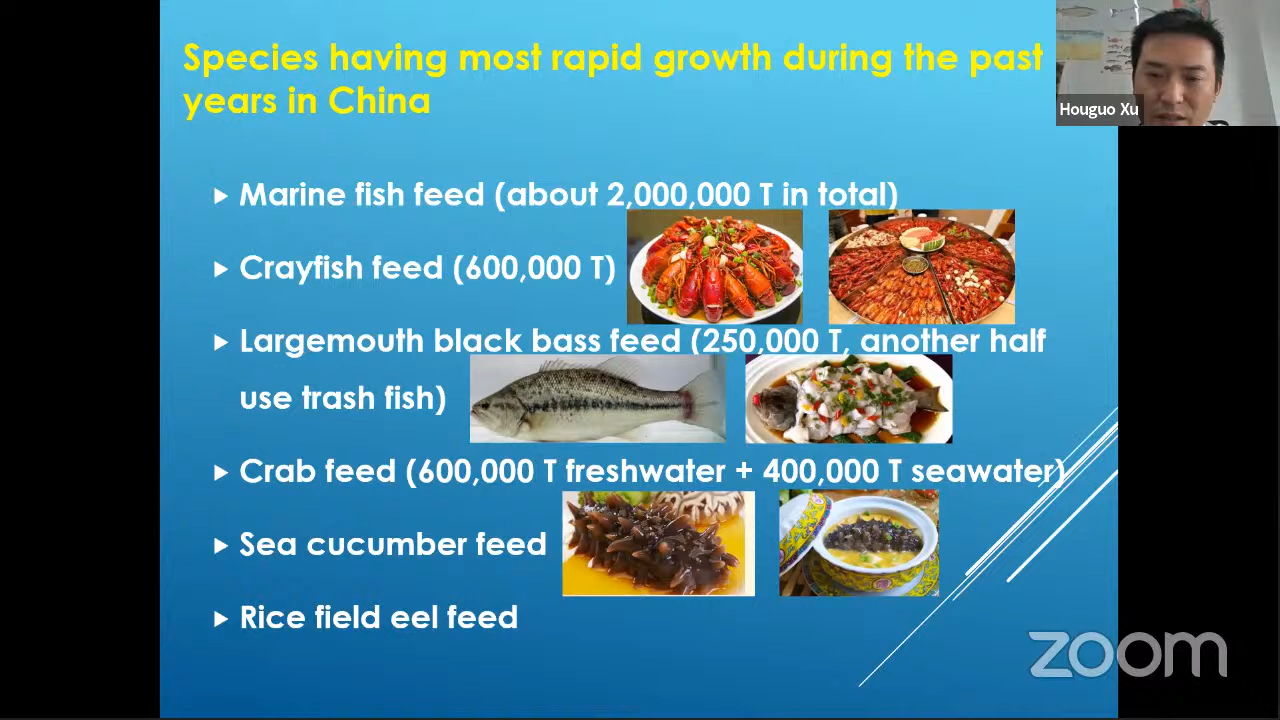 Species having most rapid growth during the past
years in China
Marine fish feed (about 2,000,000 T in total)
Crayfish feed (600,000 T)
Largemouth black bass feed (250,000 T, another half
use trash fish)
Crab feed (600,000 T freshwater + 400,000 T seawater)
Sea cucumber feed
Rice field eel feed
Houguo Xu
zoom